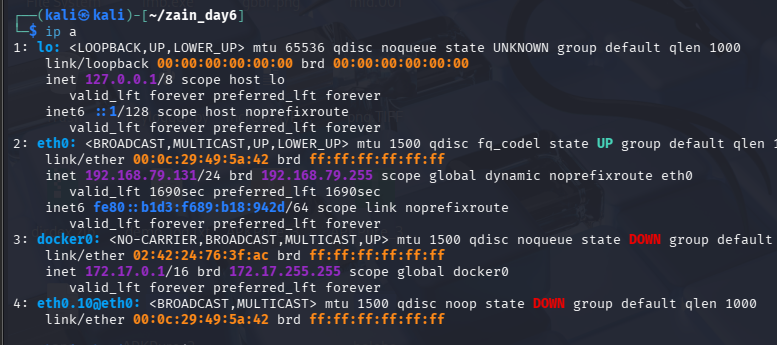 ┌──(kali㉿kali)-[~/zain_day6]
└─$ ip a
1: lo: <LOOPBACK,UP,LOWER_UP> mtu 65536 qdisc noqueue state UNKNOWN group default qlen 1000
    link/loopback 00:00:00:00:00:00 brd 00:00:00:00:00:00
    inet 127.0.0.1/8 scope host lo
       valid_lft forever preferred_lft forever
    inet6 ::1/128 scope host noprefixroute
       valid_lft forever preferred_lft forever
2: eth0: <BROADCAST,MULTICAST,UP,LOWER_UP> mtu 1500 qdisc fq_codel state UP group default qlen 1
    link/ether 00:0c:29:49:5a:42 brd ff:ff:ff:ff:ff:ff
    inet 192.168.79.131/24 brd 192.168.79.255 scope global dynamic noprefixroute eth0
       valid_lft 1690sec preferred_lft 1690sec
    inet6 fe80::b1d3:f689:b18:942d/64 scope link noprefixroute
       valid_lft forever preferred_lft forever
3: docker0: <NO-CARRIER,BROADCAST,MULTICAST,UP> mtu 1500 qdisc noqueue state DOWN group default
    link/ether 02:42:24:76:3f:ac brd ff:ff:ff:ff:ff:ff
    inet 172.17.0.1/16 brd 172.17.255.255 scope global docker0
       valid_lft forever preferred_lft forever
4: eth0.10@eth0: <BROADCAST,MULTICAST> mtu 1500 qdisc noop state DOWN group default qlen 1000
    link/ether 00:0c:29:49:5a:42 brd ff:ff:ff:ff:ff:ff